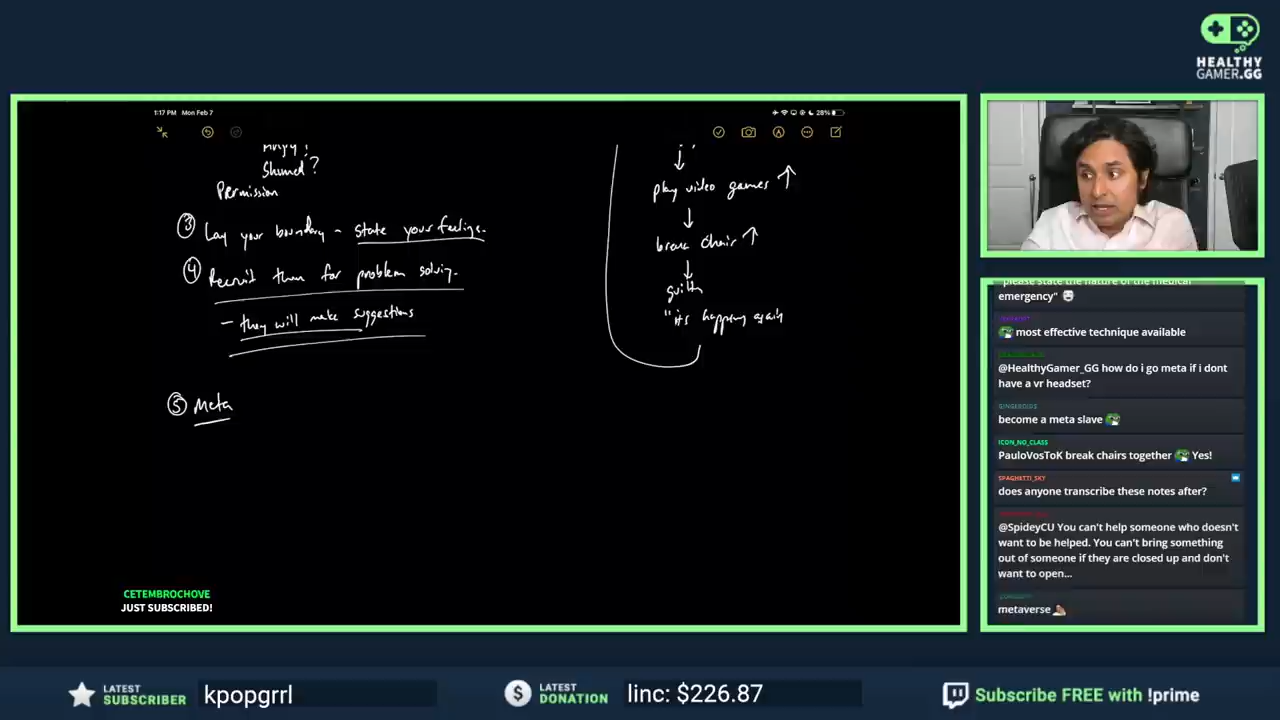 1:17 PM Mon Feb 7
28%
Angry ?
Shamed ?
Permission
③ Lay your boundary - state your feelings.
④ Recruit them for problem solving.
- they will make suggestions
⑤ Meta
play video games ↑
break chair ↑
guilty
"it's happening again
HEALTHY
GAMER.GG
"please state the nature of the medical
emergency"
most effective technique available
@HealthyGamer_GG how do i go meta if i dont
have a vr headset?
become a meta slave
ICON_NO_CLASS
PauloVosToK break chairs together Yes!
SPAGHETTI_SKY
does anyone transcribe these notes after?
@SpideyCU You can't help someone who doesn't
want to be helped. You can't bring something
out of someone if they are closed up and don't
want to open...
metaverse
CETEMBROCHOVE
JUST SUBSCRIBED!
LATEST
SUBSCRIBER
kpopgrrl
$
LATEST
DONATION
linc: $226.87
Subscribe FREE with !prime